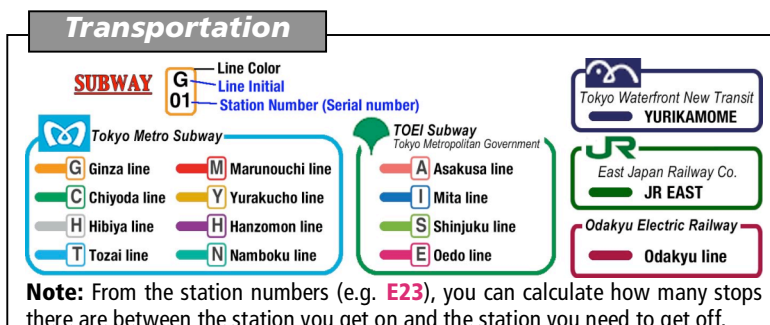 Transportation
SUBWAY
G
01
Line Color
Line Initial
Station Number (Serial number)
Tokyo Metro Subway
G Ginza line
M Marunouchi line
C Chiyoda line
Y Yurakucho line
H Hibiya line
H Hanzomon line
T Tozai line
N Namboku line
TOEI Subway
Tokyo Metropolitan Government
A Asakusa line
I Mita line
S Shinjuku line
E Oedo line
Tokyo Waterfront New Transit
YURIKAMOME
JR
East Japan Railway Co.
JR EAST
Odakyu Electric Railway
Odakyu line
Note: From the station numbers (e.g. E23), you can calculate how many stops
there are between the station you get on and the station you need to get off.